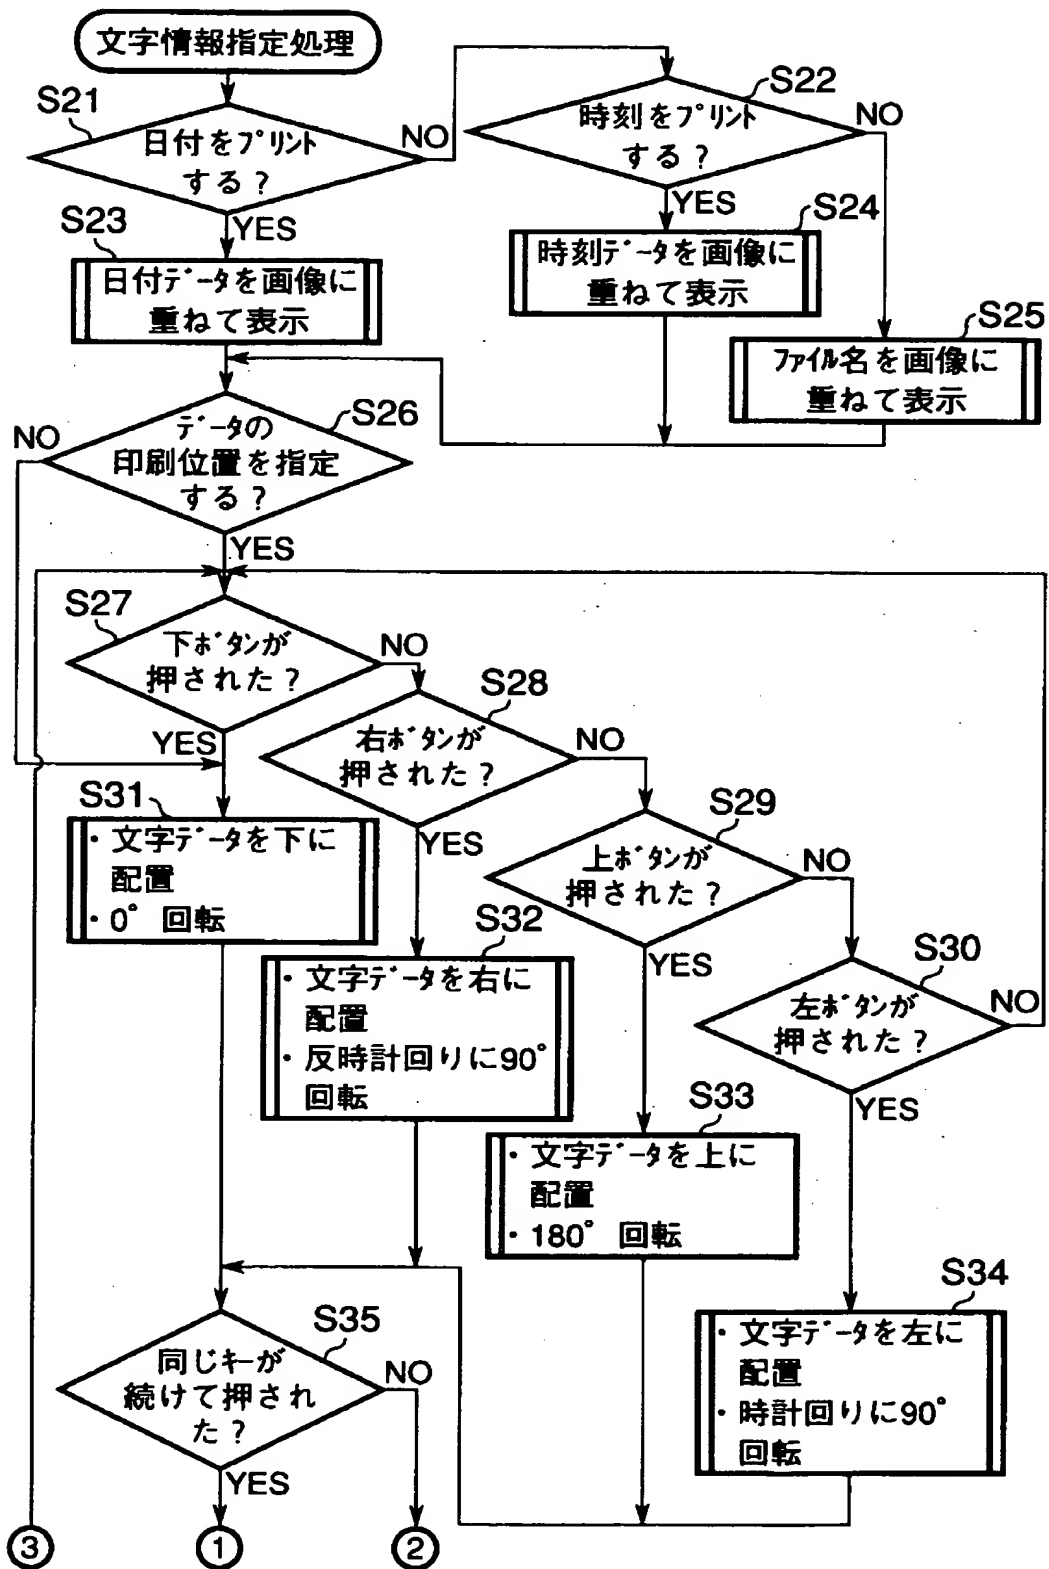 文字情報指定処理
S21
日付をプリント
する？
NO
YES
S22
時刻をプリント
する？
NO
YES
S23
日付データを画像に
重ねて表示
S24
時刻データを画像に
重ねて表示
S25
ファイル名を画像に
重ねて表示
S26
データの
印刷位置を指定
する？
NO
YES
S27
下ボタンが
押された？
NO
YES
S28
右ボタンが
押された？
NO
YES
S29
上ボタンが
押された？
NO
YES
S30
左ボタンが
押された？
NO
YES
S31
・文字データを下に
配置
・0° 回転
S32
・文字データを右に
配置
・反時計回りに90°
回転
S33
・文字データを上に
配置
・180° 回転
S34
・文字データを左に
配置
・時計回りに90°
回転
S35
同じキーが
続けて押され
た？
NO
YES
③
①
②